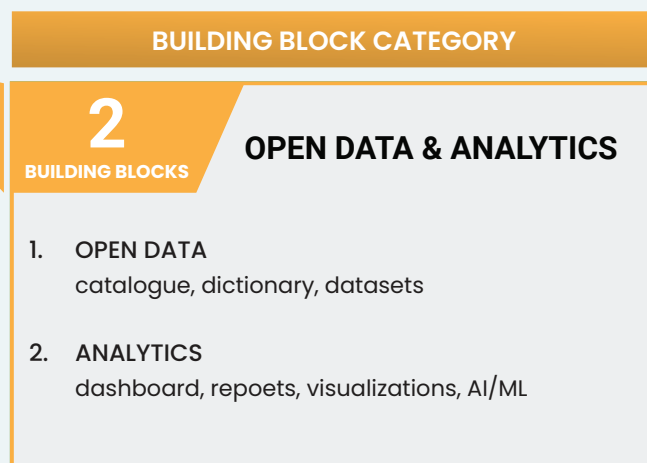 BUILDING BLOCK CATEGORY
2
BUILDING BLOCKS
OPEN DATA & ANALYTICS
1. OPEN DATA
catalogue, dictionary, datasets
2. ANALYTICS
dashboard, repoets, visualizations, AI/ML